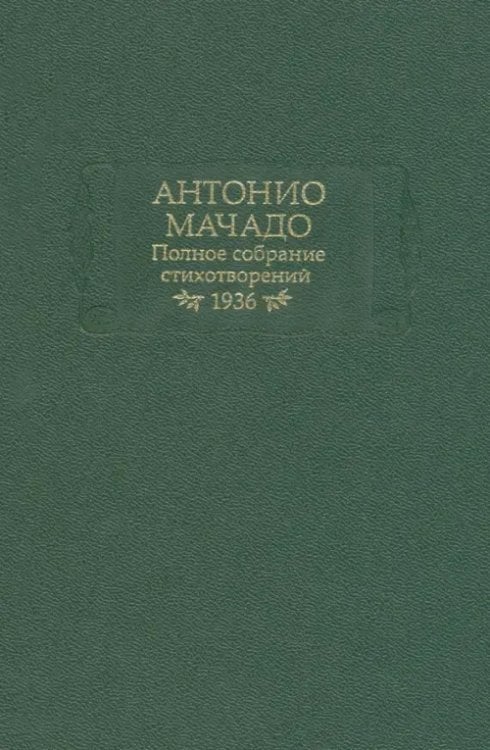 АНТОНИО
МАЧАДО
Полное собрание
стихотворений
1936